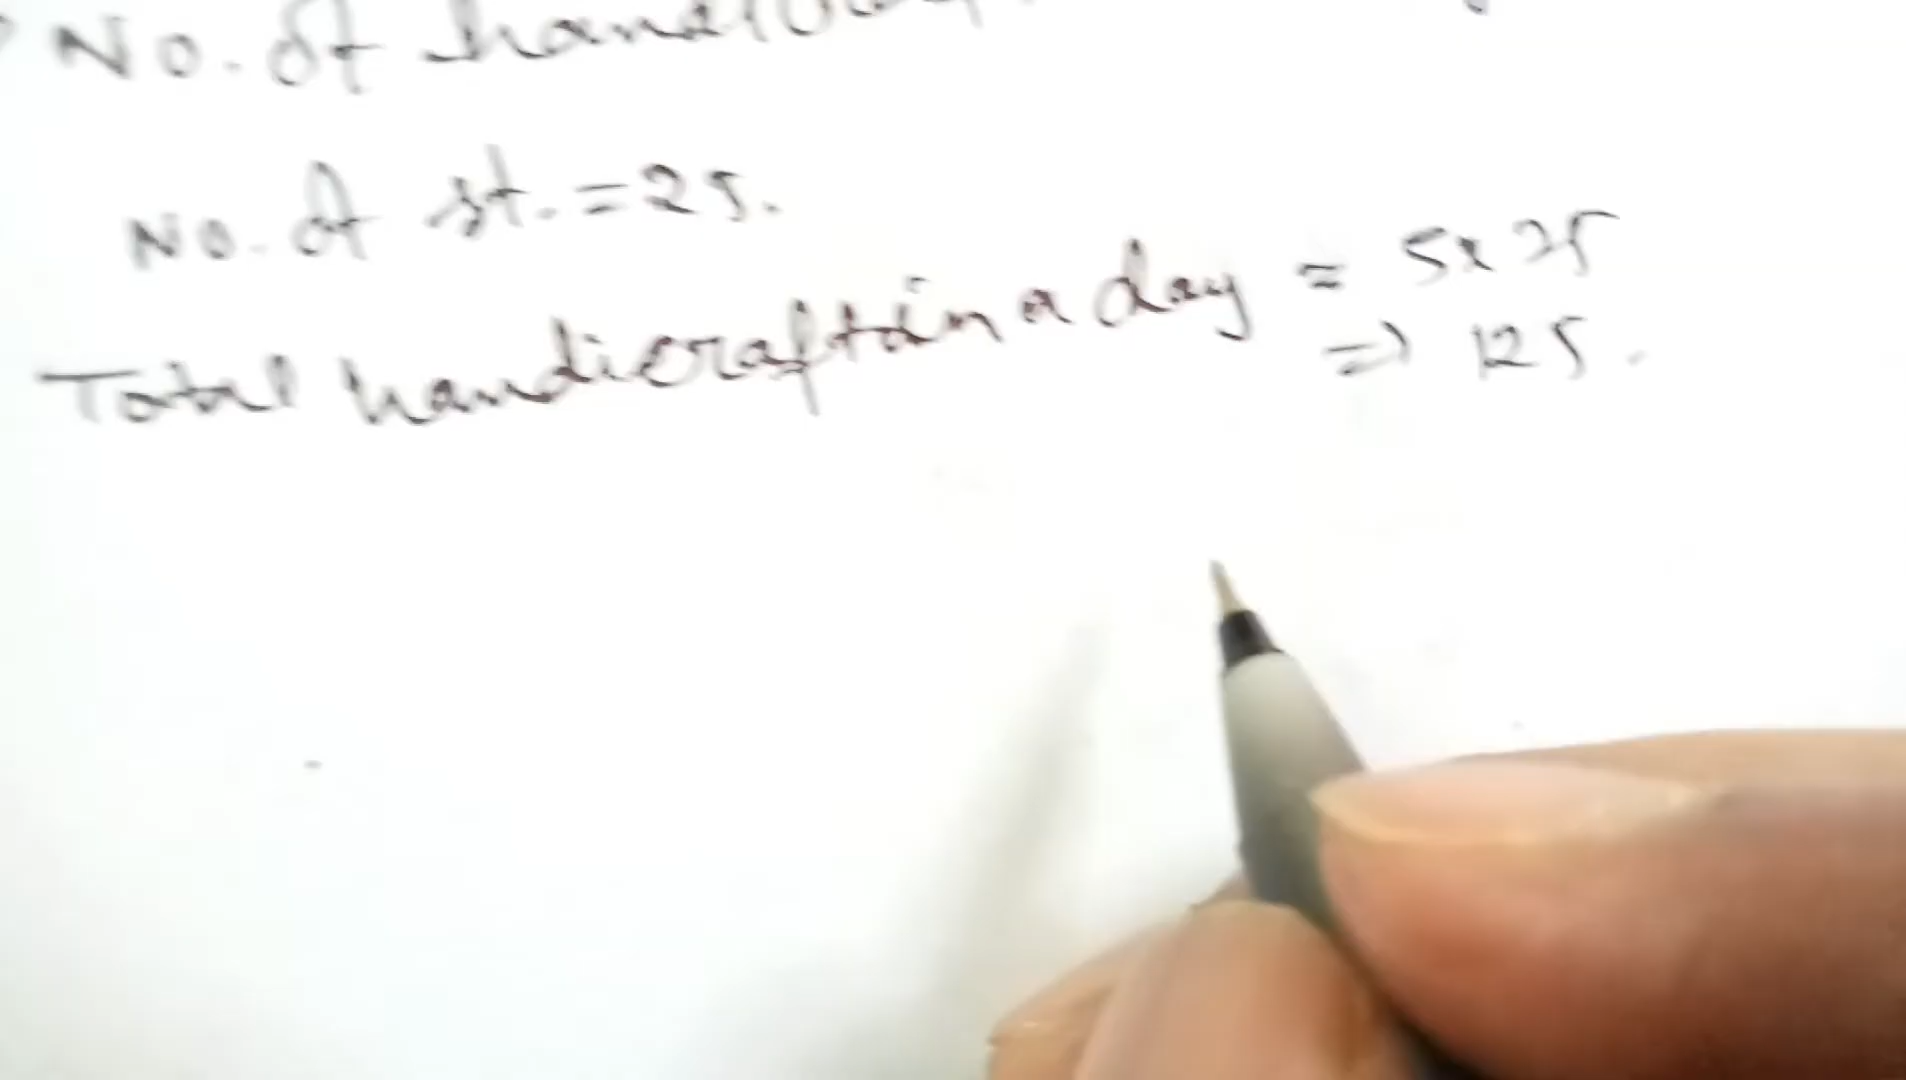 No. of
No. of st. = 25.
Total handicraft in a day = 5x25
=> 125.